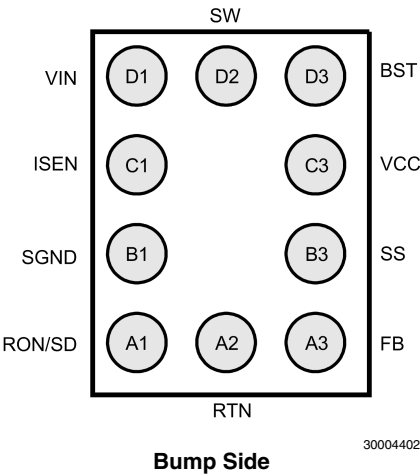 SW
VIN D1 D2 D3 BST
ISEN C1 C3 VCC
SGND B1 B3 SS
RON/SD A1 A2 A3 FB
RTN
30004402
Bump Side